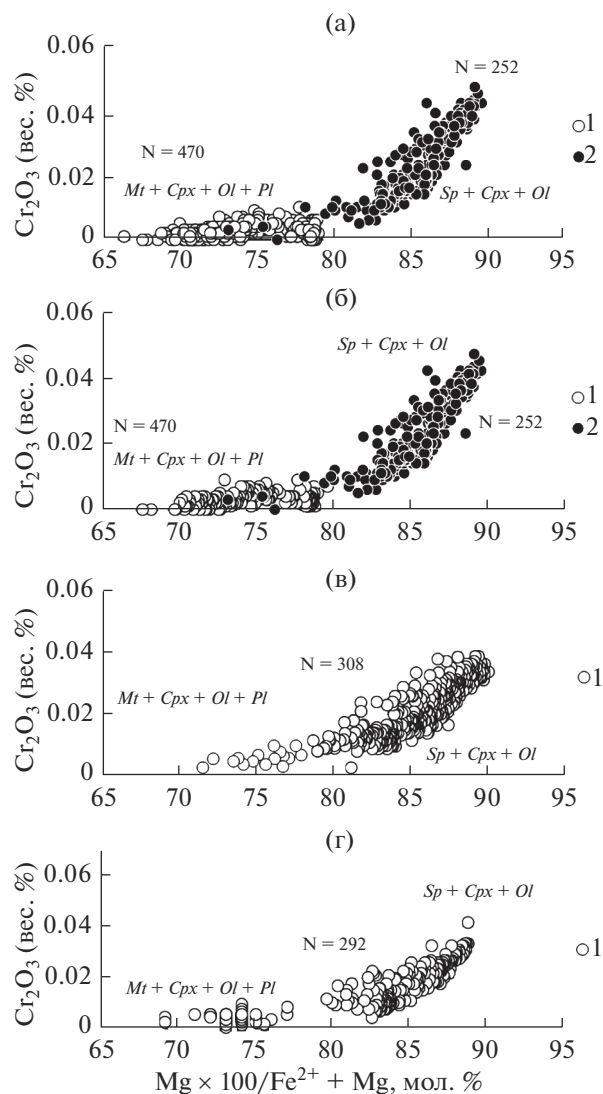 (а)
0.06
N = 252
Cr₂O₃ (вес. %)
0.04
1
N = 470
2
0.02
Mt + Cpx + Ol + Pl
Sp + Cpx + Ol
0
65 70 75 80 85 90 95
(б)
0.06
Sp + Cpx + Ol
Cr₂O₃ (вес. %)
0.04
1
N = 470
N = 252
2
0.02
Mt + Cpx + Ol + Pl
0
65 70 75 80 85 90 95
(в)
0.06
Cr₂O₃ (вес. %)
0.04
N = 308
1
Mt + Cpx + Ol + Pl
0.02
Sp + Cpx + Ol
0
65 70 75 80 85 90 95
(г)
0.06
Sp + Cpx + Ol
Cr₂O₃ (вес. %)
0.04
N = 292
1
0.02
Mt + Cpx + Ol + Pl
0
65 70 75 80 85 90 95
Mg × 100/Fe²⁺ + Mg, мол. %